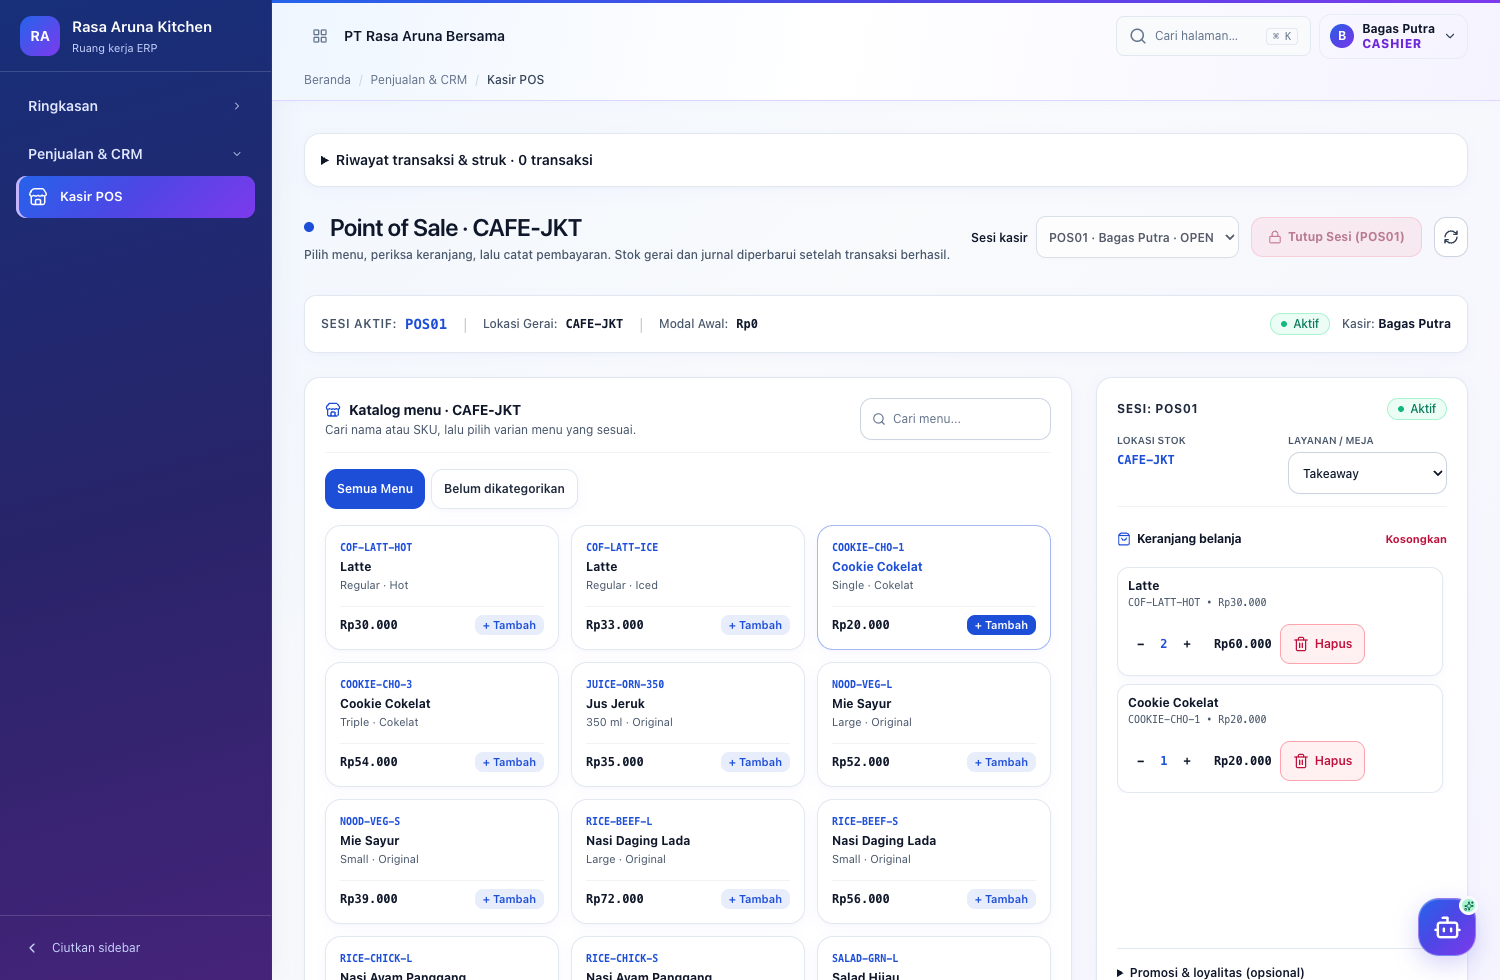 RA
Rasa Aruna Kitchen
Ruang kerja ERP
Ringkasan
Penjualan & CRM
Kasir POS
Ciutkan sidebar
PT Rasa Aruna Bersama
Cari halaman...
⌘ K
B
Bagas Putra
CASHIER
Beranda / Penjualan & CRM / Kasir POS
▶ Riwayat transaksi & struk · 0 transaksi
Point of Sale · CAFE-JKT
Pilih menu, periksa keranjang, lalu catat pembayaran. Stok gerai dan jurnal diperbarui setelah transaksi berhasil.
Sesi kasir
POS01 · Bagas Putra · OPEN
Tutup Sesi (POS01)
SESI AKTIF: POS01 | Lokasi Gerai: CAFE-JKT | Modal Awal: Rp0
Aktif
Kasir: Bagas Putra
Katalog menu · CAFE-JKT
Cari nama atau SKU, lalu pilih varian menu yang sesuai.
Cari menu...
Semua Menu
Belum dikategorikan
COF-LATT-HOT
Latte
Regular · Hot
Rp30.000
+ Tambah
COF-LATT-ICE
Latte
Regular · Iced
Rp33.000
+ Tambah
COOKIE-CHO-1
Cookie Cokelat
Single · Cokelat
Rp20.000
+ Tambah
COOKIE-CHO-3
Cookie Cokelat
Triple · Cokelat
Rp54.000
+ Tambah
JUICE-ORN-350
Jus Jeruk
350 ml · Original
Rp35.000
+ Tambah
NOOD-VEG-L
Mie Sayur
Large · Original
Rp52.000
+ Tambah
NOOD-VEG-S
Mie Sayur
Small · Original
Rp39.000
+ Tambah
RICE-BEEF-L
Nasi Daging Lada
Large · Original
Rp72.000
+ Tambah
RICE-BEEF-S
Nasi Daging Lada
Small · Original
Rp56.000
+ Tambah
RICE-CHICK-L
Nasi Ayam Panggang
RICE-CHICK-S
Nasi Ayam Panggang
SALAD-GRN-L
Salad Hijau
SESI: POS01
Aktif
LOKASI STOK
CAFE-JKT
LAYANAN / MEJA
Takeaway
Keranjang belanja
Kosongkan
Latte
COF-LATT-HOT • Rp30.000
− 2 + Rp60.000 Hapus
Cookie Cokelat
COOKIE-CHO-1 • Rp20.000
− 1 + Rp20.000 Hapus
▶ Promosi & loyalitas (opsional)